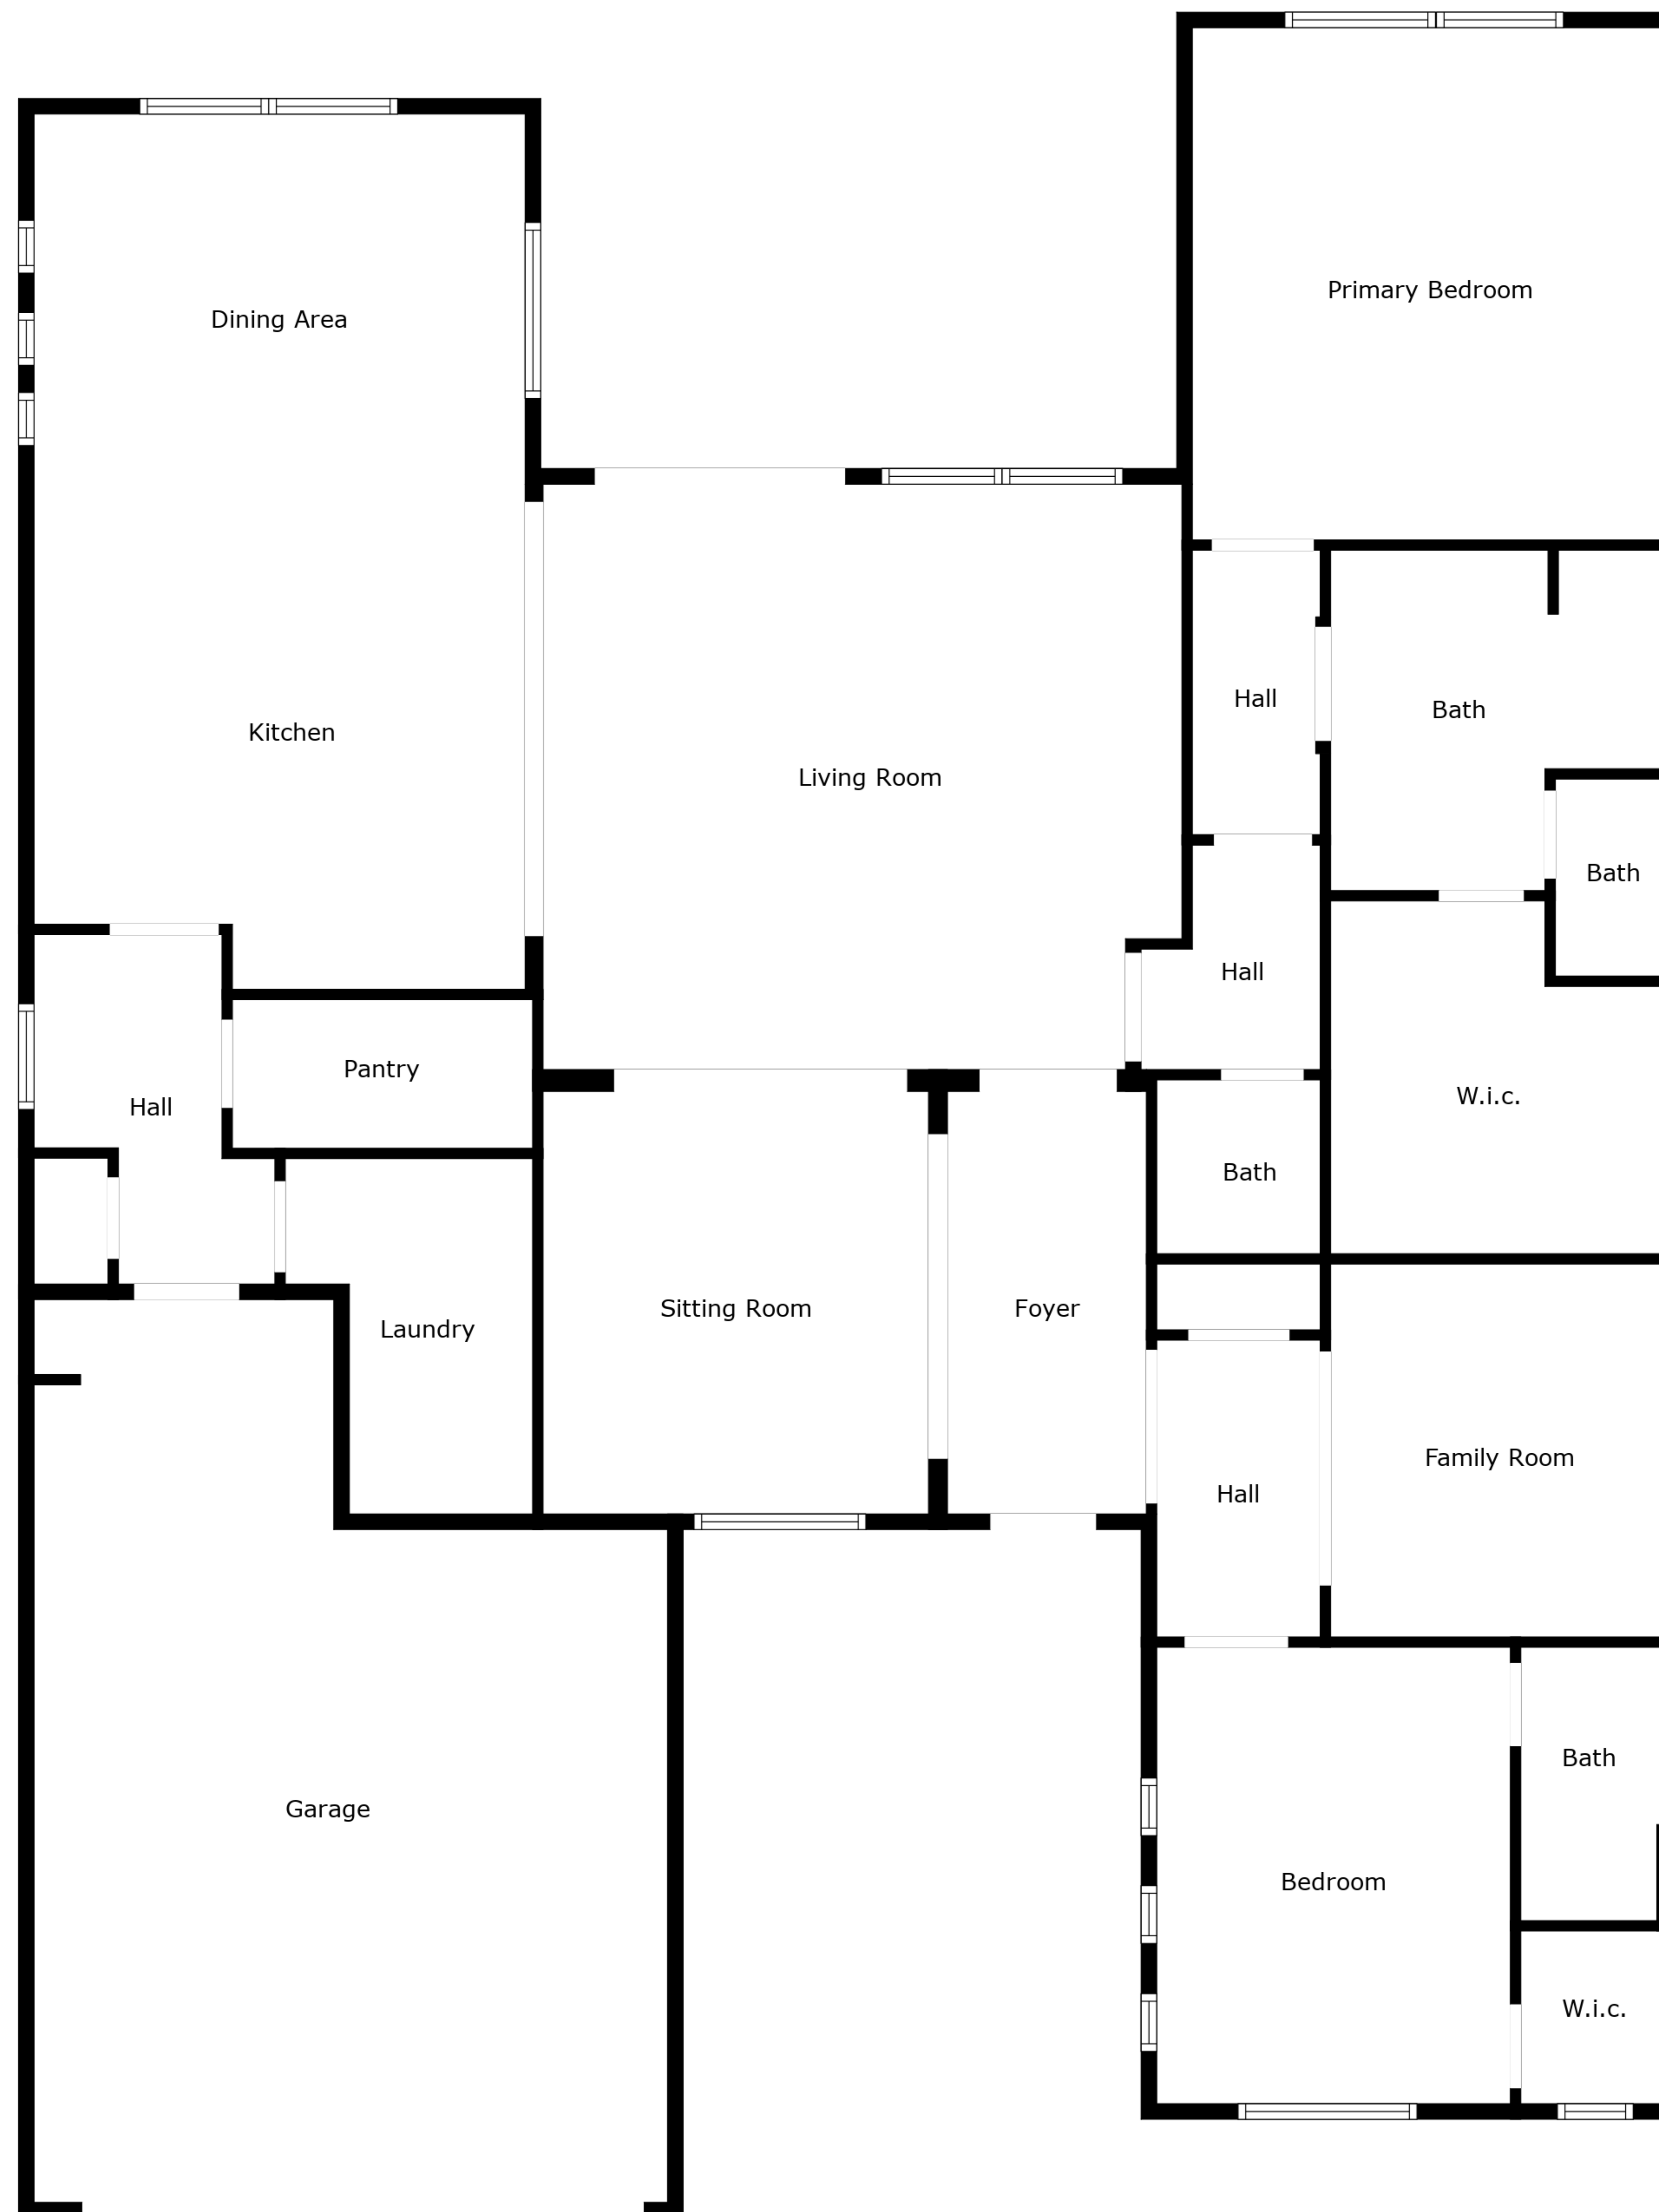 Primary Bedroom
Dining Area
Hall
Bath
Kitchen
Living Room
Bath
Hall
Pantry
W.i.c.
Hall
Bath
Sitting Room
Foyer
Laundry
Family Room
Hall
Bath
Garage
Bedroom
W.i.c.